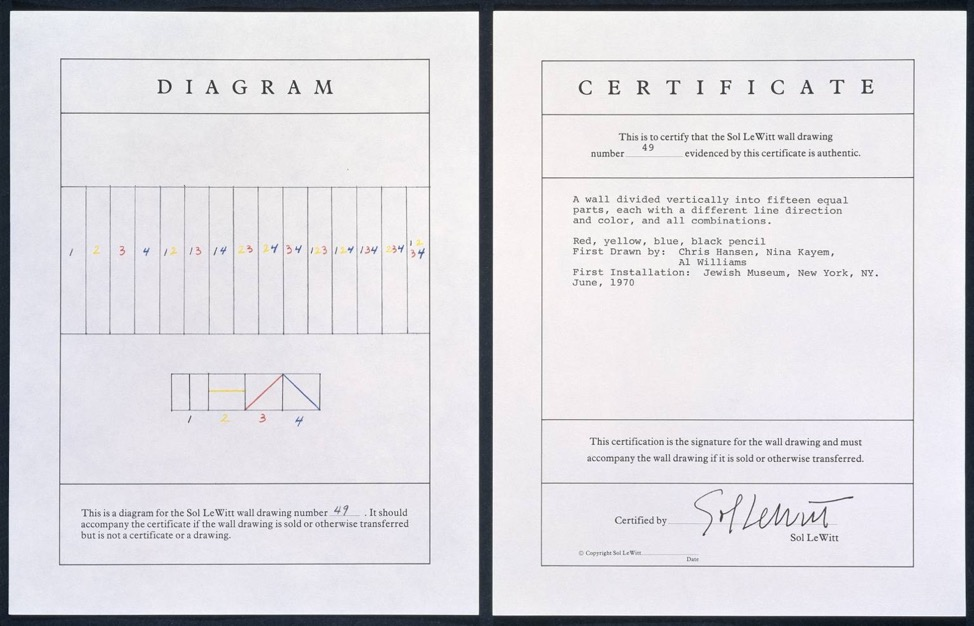 DIAGRAM
1 2 3 4 12 13 14 23 24 34 123 124 134 234 12
34
1 2 3 4
This is a diagram for the Sol LeWitt wall drawing number 49. It should
accompany the certificate if the wall drawing is sold or otherwise transferred
but is not a certificate or a drawing.
CERTIFICATE
This is to certify that the Sol LeWitt wall drawing
number 49 evidenced by this certificate is authentic.
A wall divided vertically into fifteen equal
parts, each with a different line direction
and color, and all combinations.
Red, yellow, blue, black pencil
First Drawn by: Chris Hansen, Nina Kayem,
Al Williams
First Installation: Jewish Museum, New York, NY.
June, 1970
This certification is the signature for the wall drawing and must
accompany the wall drawing if it is sold or otherwise transferred.
Certified by Sol LeWitt
Sol LeWitt
© Copyright Sol LeWitt
Date